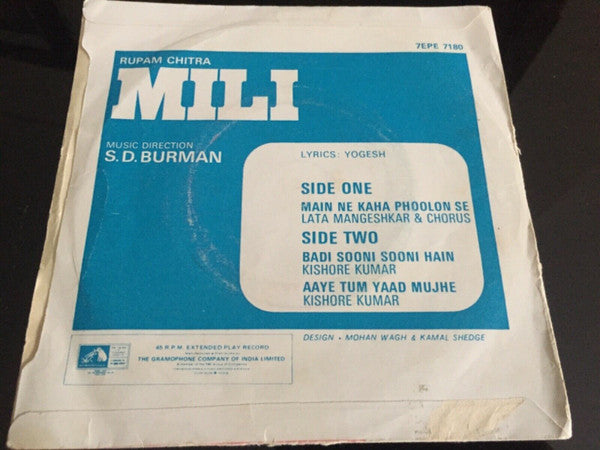 7EPE 7180
RUPAM CHITRA
MILI
MUSIC DIRECTION
S.D. BURMAN
LYRICS: YOGESH
SIDE ONE
MAIN NE KAHA PHOOLON SE
LATA MANGESHKAR & CHORUS
SIDE TWO
BADI SOONI SOONI HAIN
KISHORE KUMAR
AAYE TUM YAAD MUJHE
KISHORE KUMAR
DESIGN • MOHAN WAGH & KAMAL SHEDGE
45 R.P.M. EXTENDED PLAY RECORD
THE GRAMOPHONE COMPANY OF INDIA LIMITED